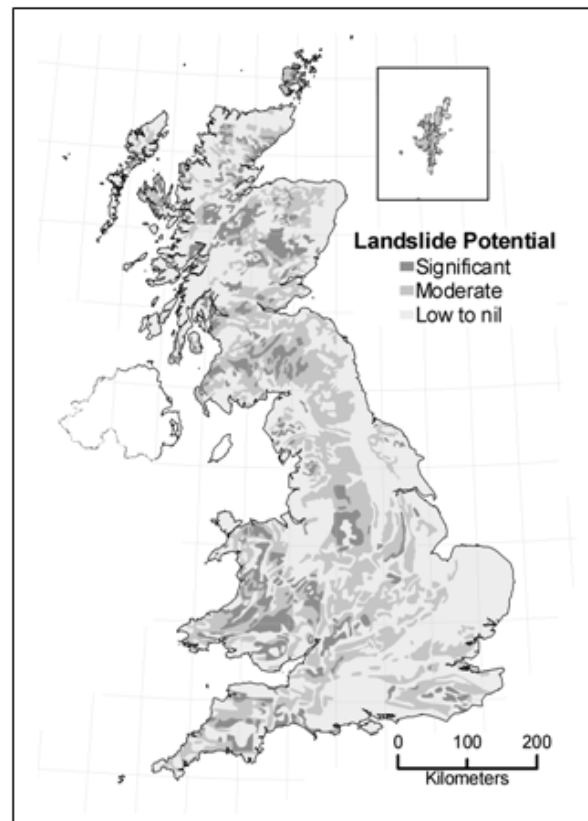 Landslide Potential
Significant
Moderate
Low to nil
0 100 200
Kilometers